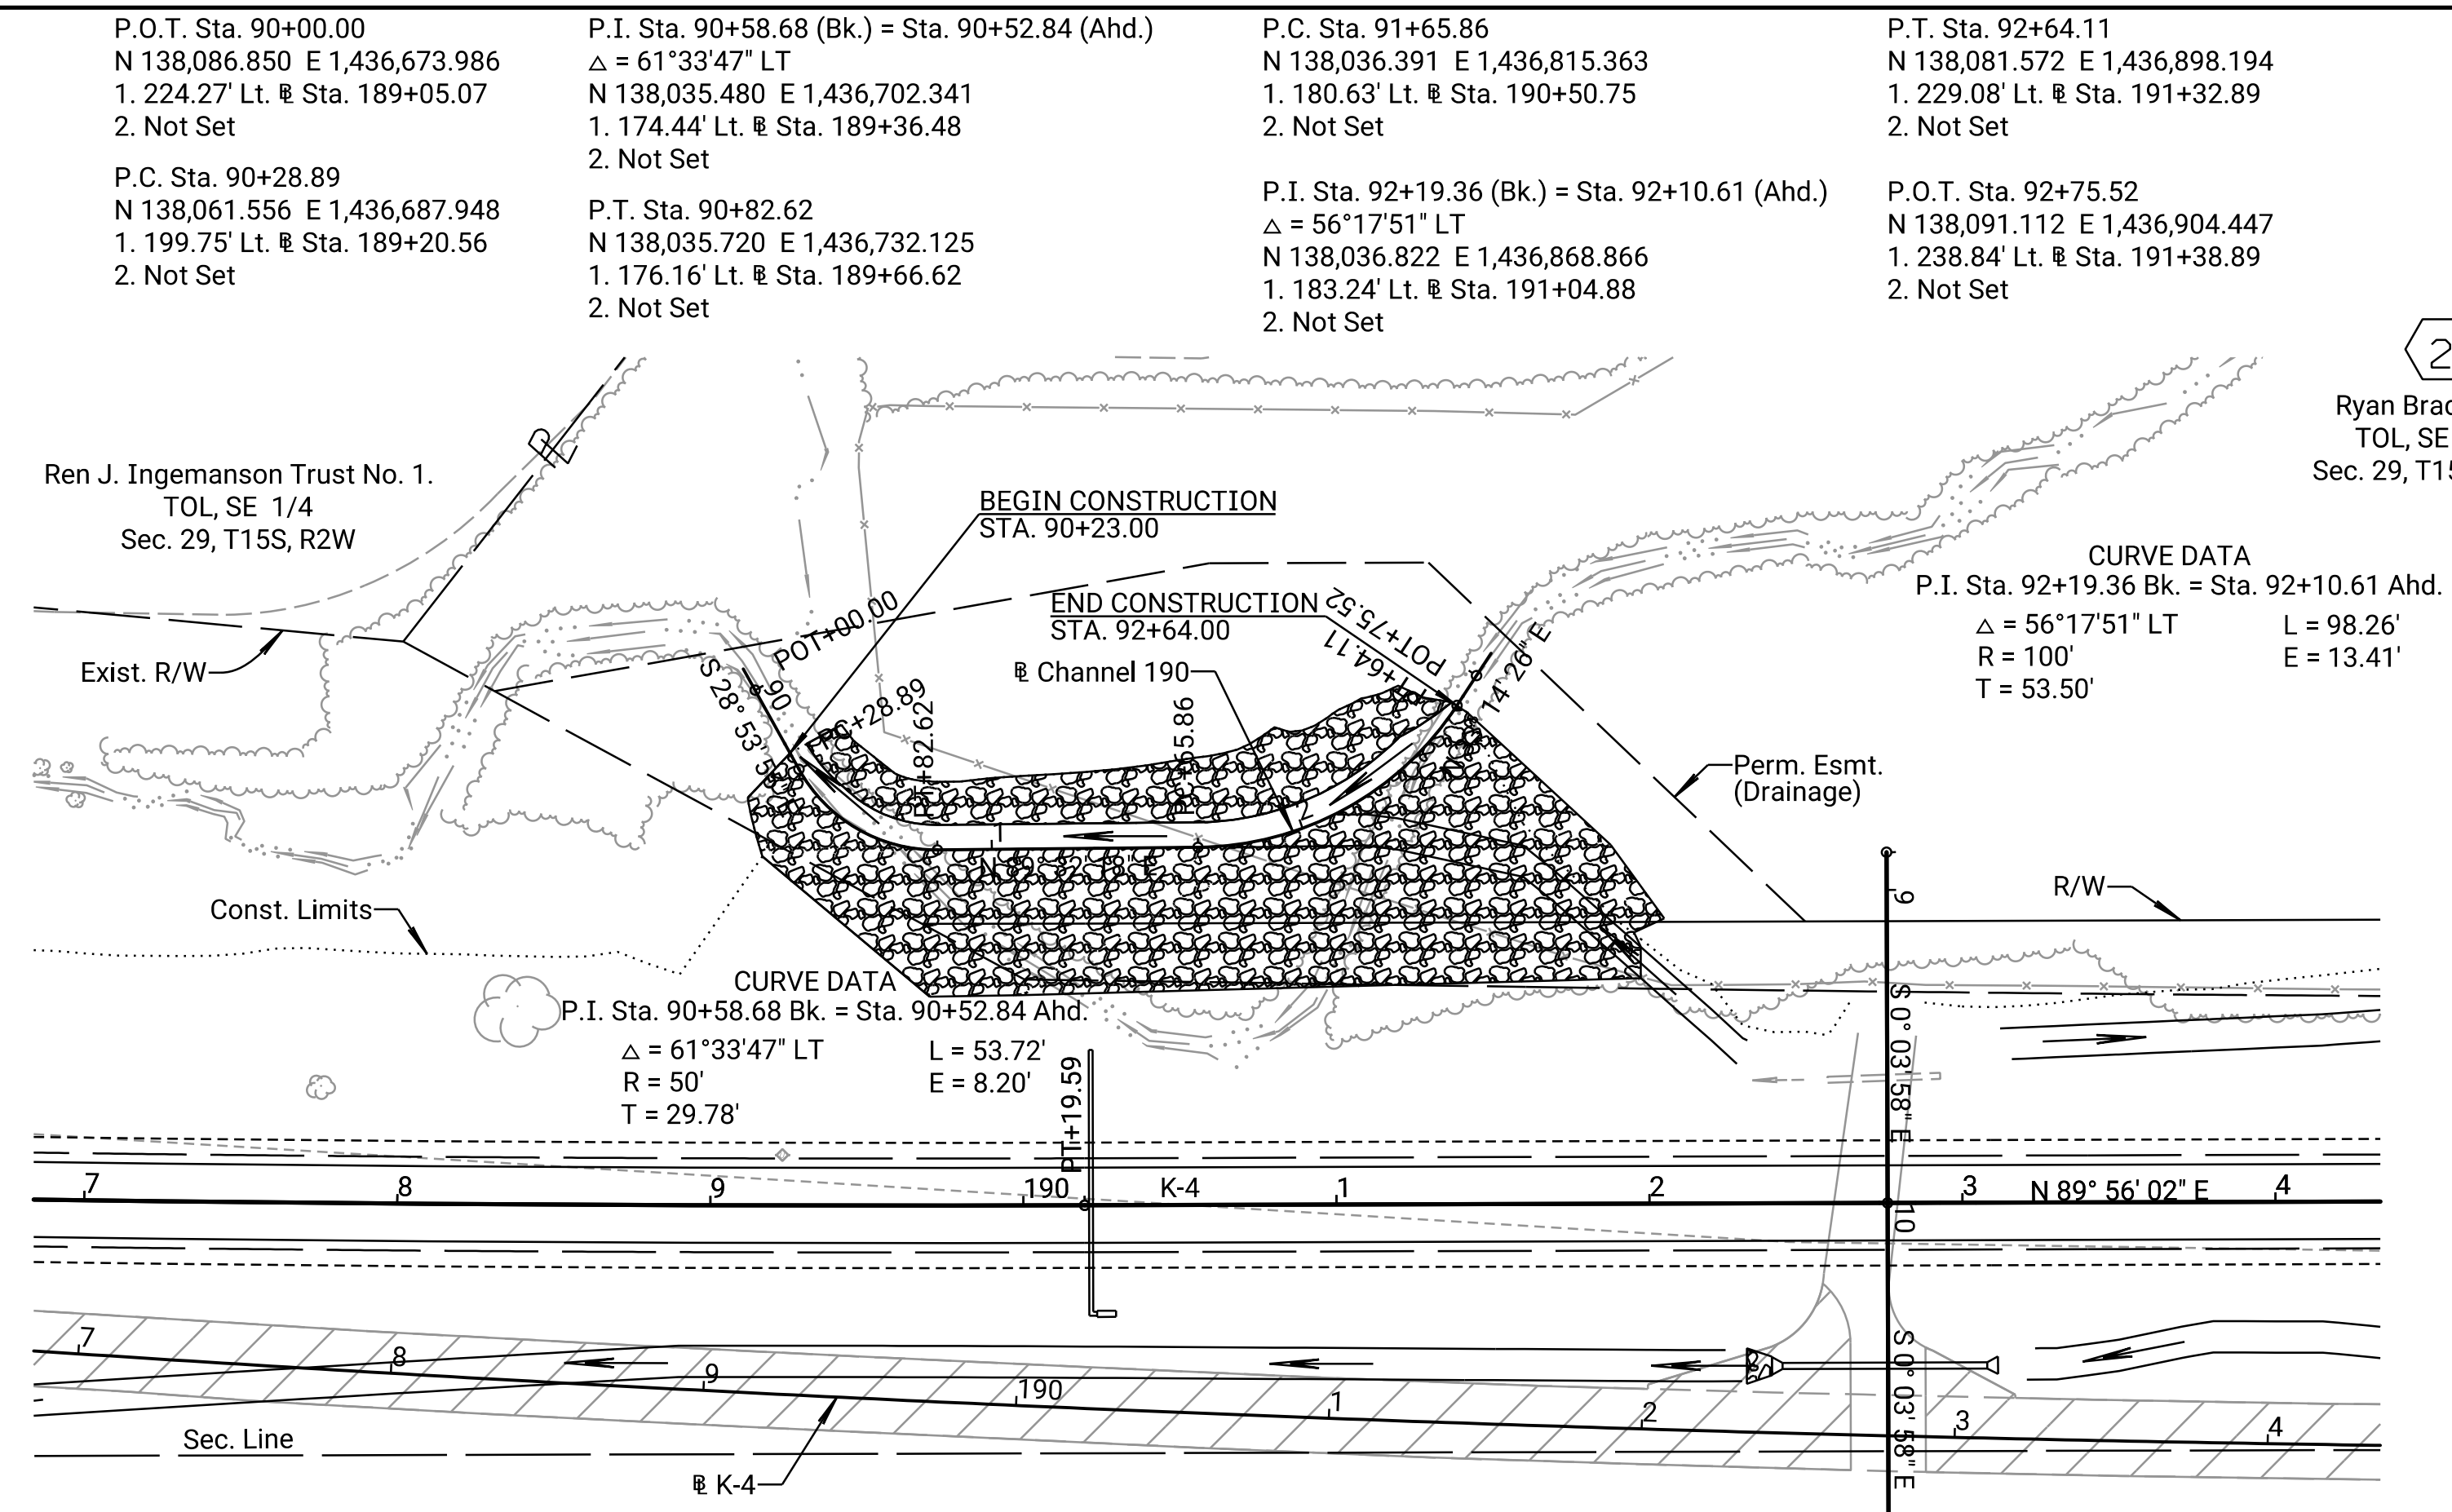 P.O.T. Sta. 90+00.00
N 138,086.850 E 1,436,673.986
1. 224.27' Lt. ℄ Sta. 189+05.07
2. Not Set
P.C. Sta. 90+28.89
N 138,061.556 E 1,436,687.948
1. 199.75' Lt. ℄ Sta. 189+20.56
2. Not Set
P.I. Sta. 90+58.68 (Bk.) = Sta. 90+52.84 (Ahd.)
△ = 61°33'47" LT
N 138,035.480 E 1,436,702.341
1. 174.44' Lt. ℄ Sta. 189+36.48
2. Not Set
P.T. Sta. 90+82.62
N 138,035.720 E 1,436,732.125
1. 176.16' Lt. ℄ Sta. 189+66.62
2. Not Set
P.C. Sta. 91+65.86
N 138,036.391 E 1,436,815.363
1. 180.63' Lt. ℄ Sta. 190+50.75
2. Not Set
P.I. Sta. 92+19.36 (Bk.) = Sta. 92+10.61 (Ahd.)
△ = 56°17'51" LT
N 138,036.822 E 1,436,868.866
1. 183.24' Lt. ℄ Sta. 191+04.88
2. Not Set
P.T. Sta. 92+64.11
N 138,081.572 E 1,436,898.194
1. 229.08' Lt. ℄ Sta. 191+32.89
2. Not Set
P.O.T. Sta. 92+75.52
N 138,091.112 E 1,436,904.447
1. 238.84' Lt. ℄ Sta. 191+38.89
2. Not Set
2
Ryan
TOL, SE
Sec. 29,
Ren J. Ingemanson Trust No. 1.
TOL, SE 1/4
Sec. 29, T15S, R2W
BEGIN CONSTRUCTION
STA. 90+23.00
END CONSTRUCTION
STA. 92+64.00
℄ Channel 190
CURVE DATA
P.I. Sta. 92+19.36 Bk. = Sta. 92+10.61 Ahd.
△ = 56°17'51" LT
L = 98.26'
R = 100'
E = 13.41'
T = 53.50'
Exist. R/W
POT+00.00
90
S 28° 53'
PC+28.89
PT+82.62
+65.86
+64.11
POT+75.52
14' 26" E
1
2
N 89° 32' 18" E
Perm. Esmt.
(Drainage)
R/W
Const. Limits
9
S 0° 03' 58" E
CURVE DATA
P.I. Sta. 90+58.68 Bk. = Sta. 90+52.84 Ahd.
△ = 61°33'47" LT
L = 53.72'
R = 50'
E = 8.20'
T = 29.78'
PT+19.59
7
8
9
190
K-4
1
2
3
N 89° 56' 02" E
4
10
S 0° 03' 58" E
7
8
9
190
1
2
3
4
Sec. Line
℄ K-4